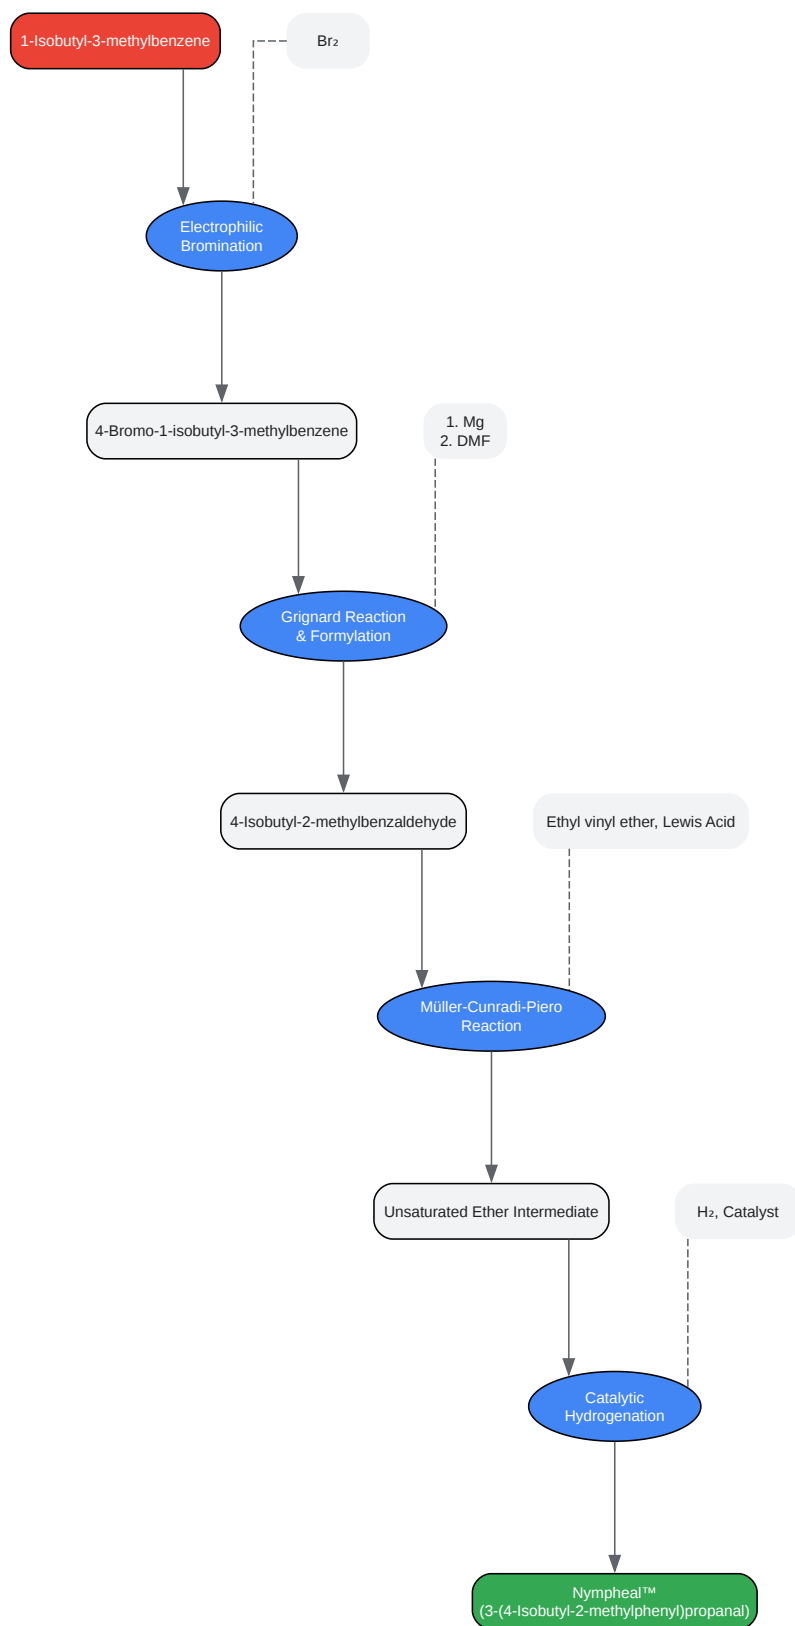 1-Isobutyl-3-methylbenzene
Br₂
Electrophilic
Bromination
4-Bromo-1-isobutyl-3-methylbenzene
1. Mg
2. DMF
Grignard Reaction
& Formylation
4-Isobutyl-2-methylbenzaldehyde
Ethyl vinyl ether, Lewis Acid
Müller-Cunradi-Piero
Reaction
Unsaturated Ether Intermediate
H₂, Catalyst
Catalytic
Hydrogenation
Nympheal™
(3-(4-Isobutyl-2-methylphenyl)propanal)